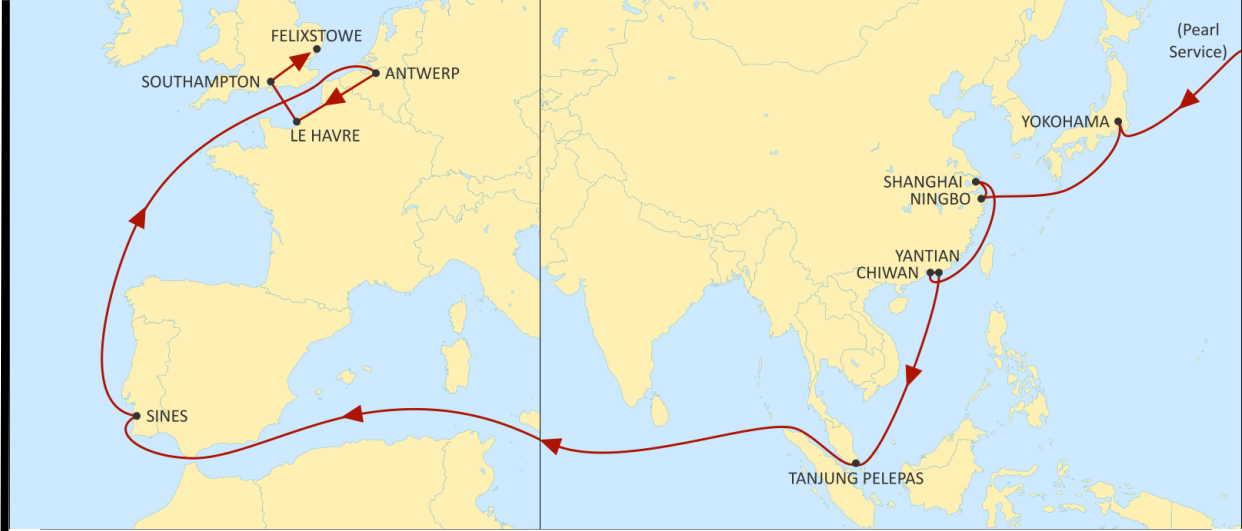 FELIXSTOWE
SOUTHAMPTON
ANTWERP
LE HAVRE
SINES
(Pearl
Service)
YOKOHAMA
SHANGHAI
NINGBO
YANTIAN
CHIWAN
TANJUNG PELEPAS